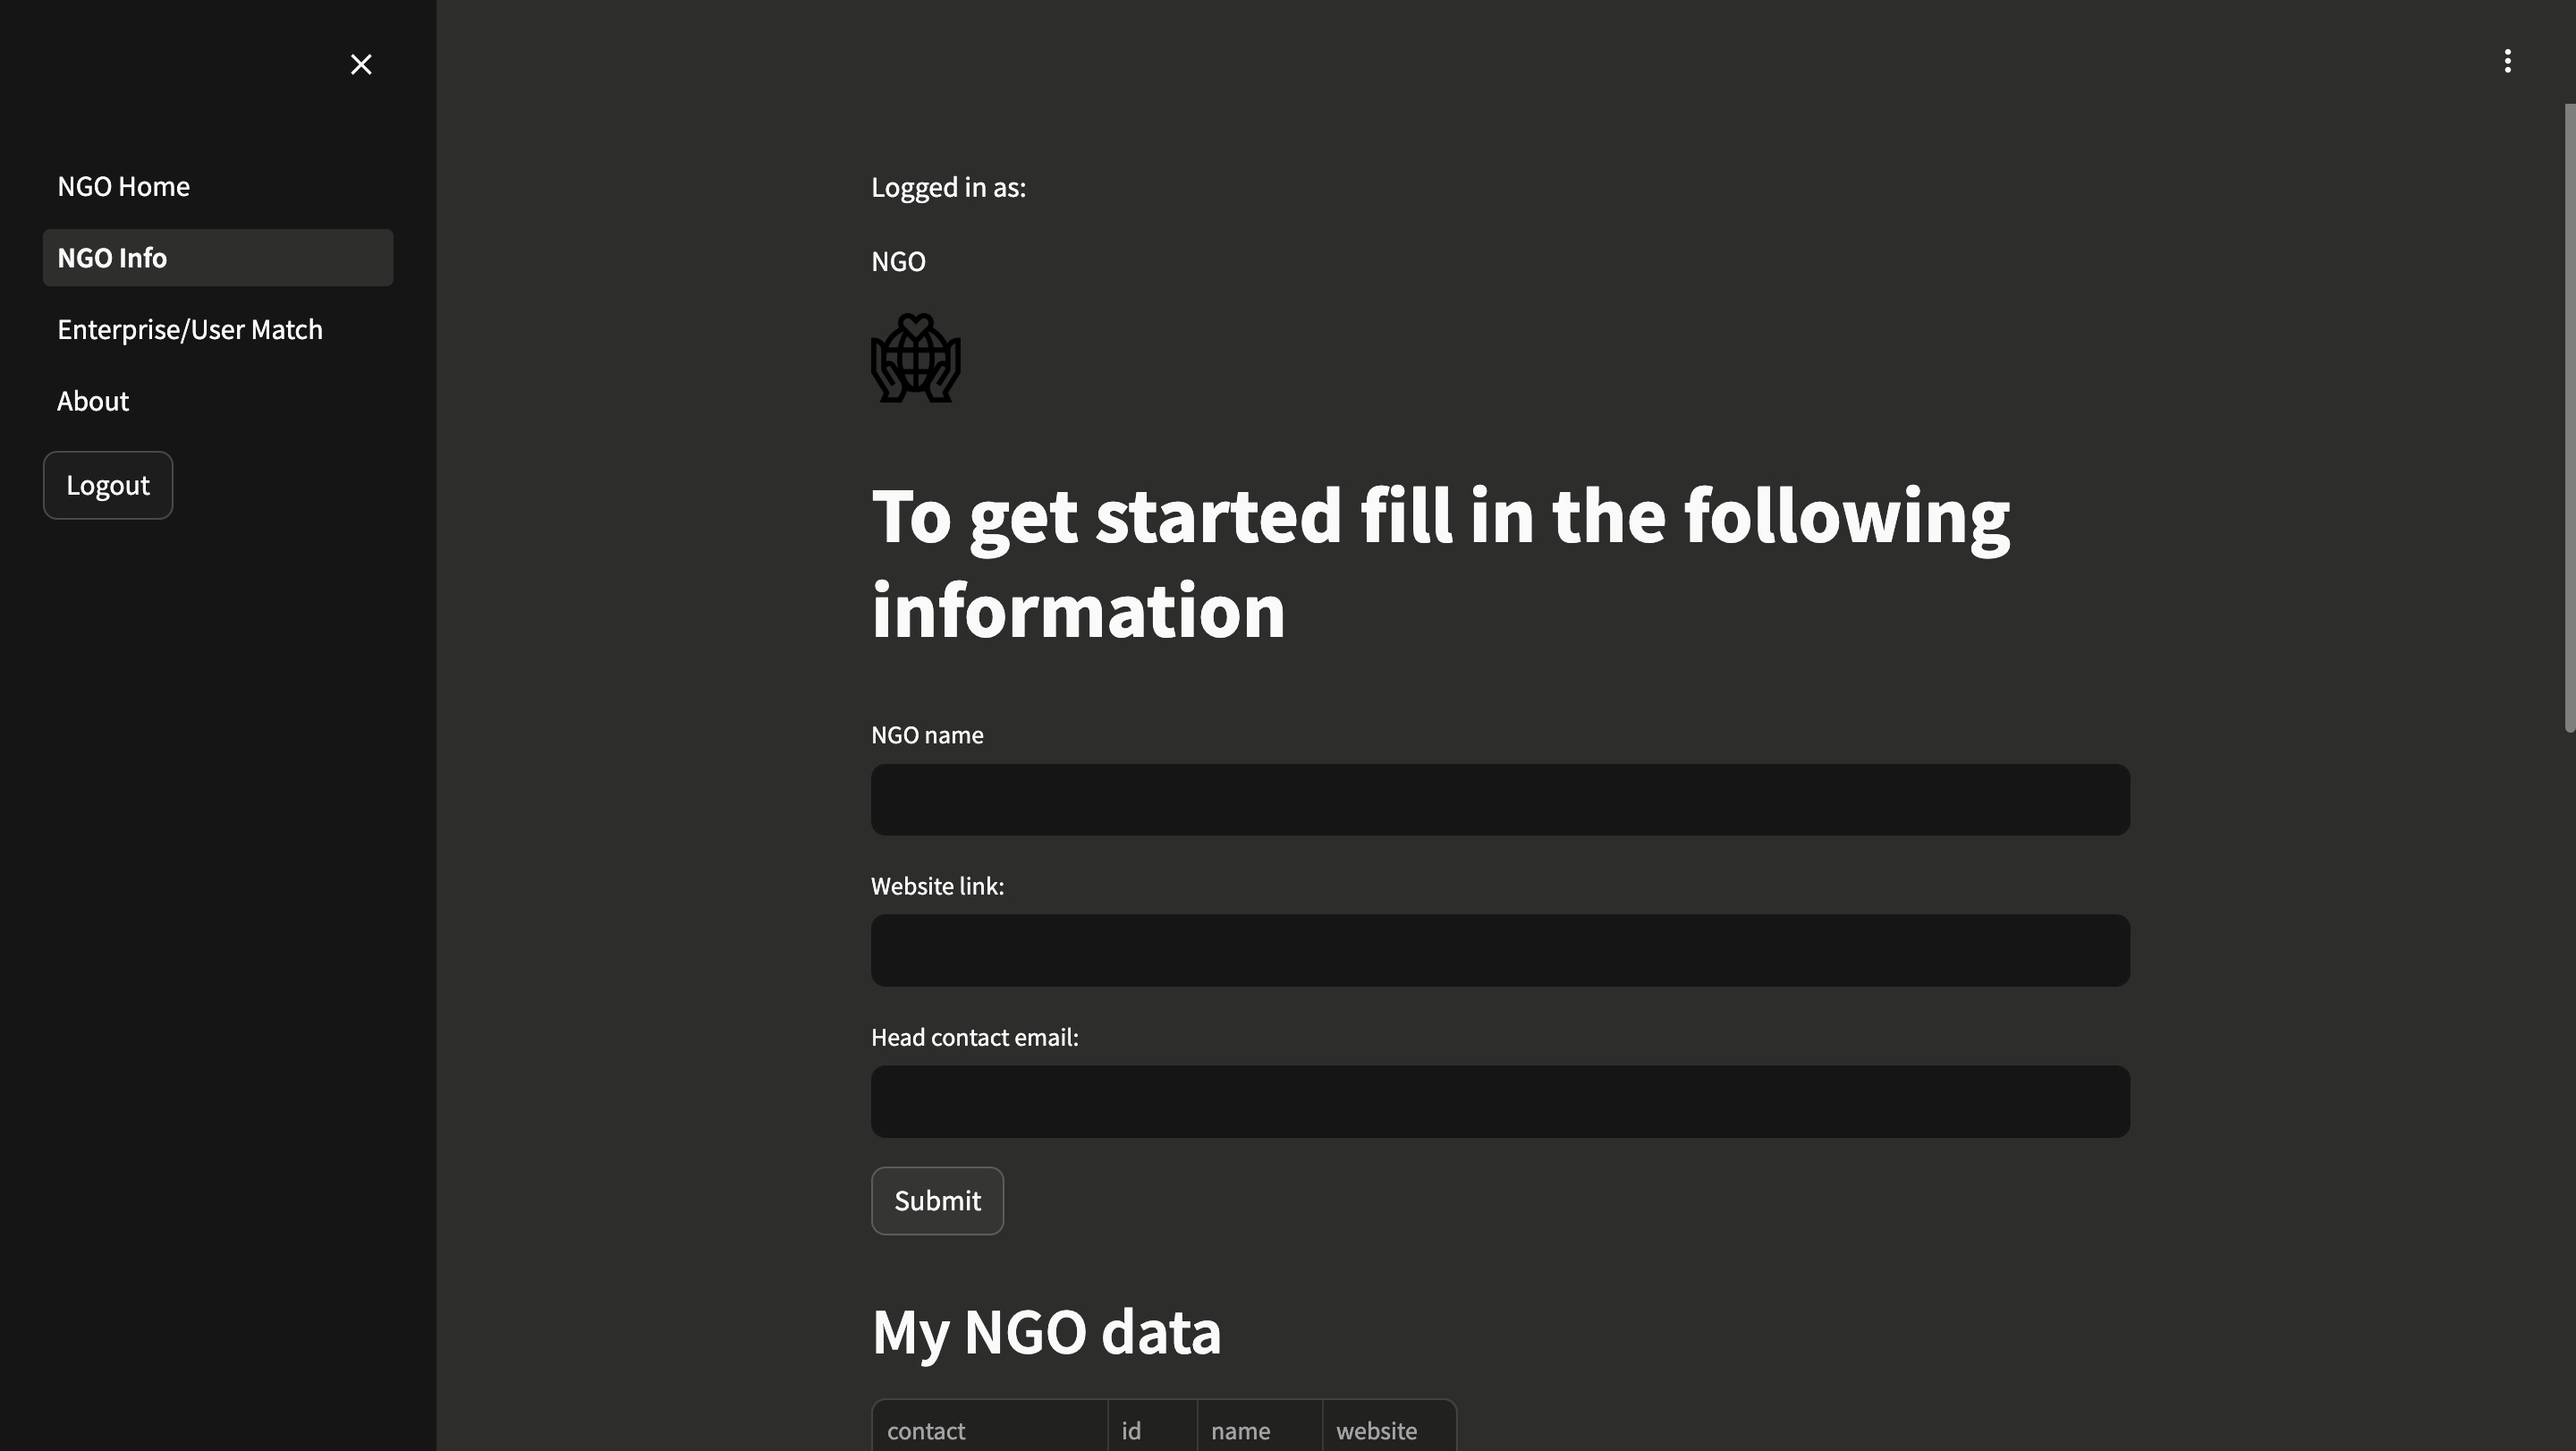 NGO Home
NGO Info
Enterprise/User Match
About
Logout
Logged in as:
NGO
To get started fill in the following
information
NGO name
Website link:
Head contact email:
Submit
My NGO data
contact id name website